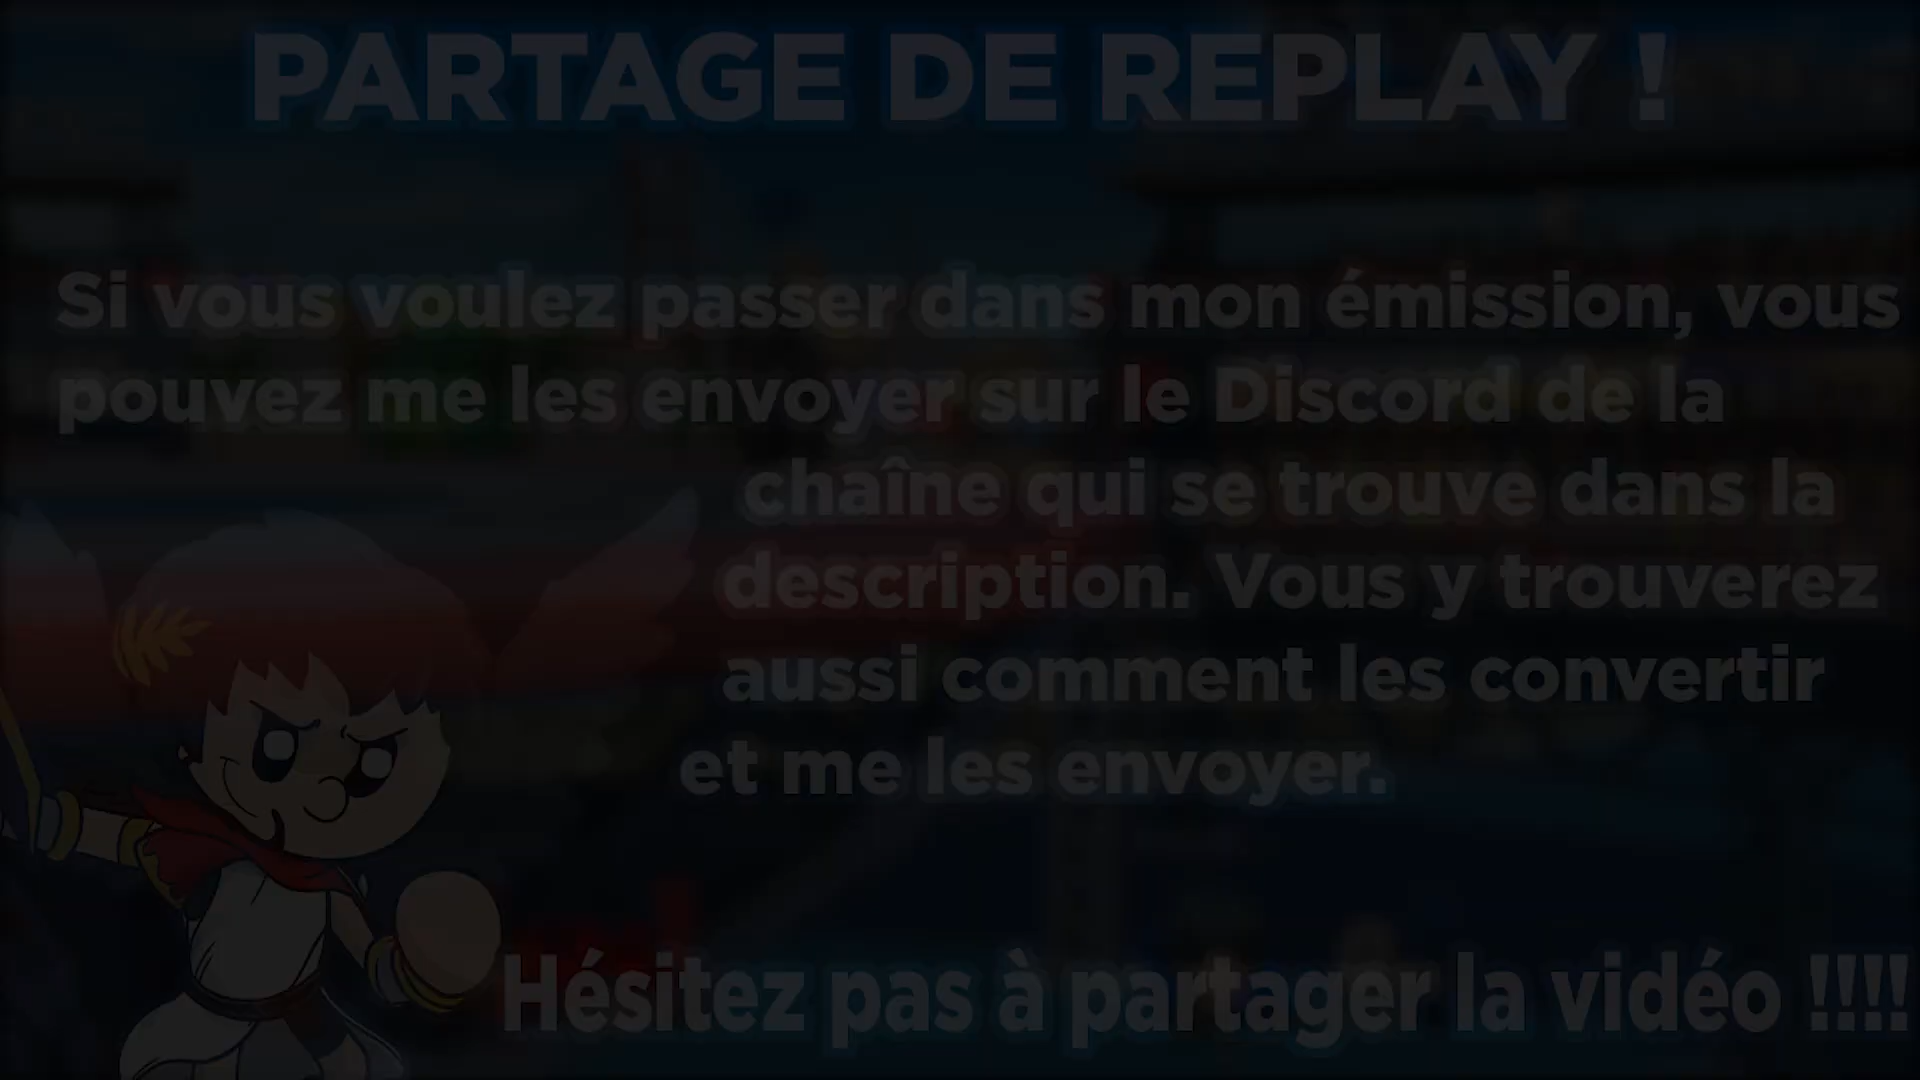 PARTAGE DE REPLAY !
Si vous voulez passer dans mon émission, vous
pouvez me les envoyer sur le Discord de la
chaîne qui se trouve dans la
description. Vous y trouverez
aussi comment les convertir
et me les envoyer.
Hésitez pas à partager la vidéo !!!!